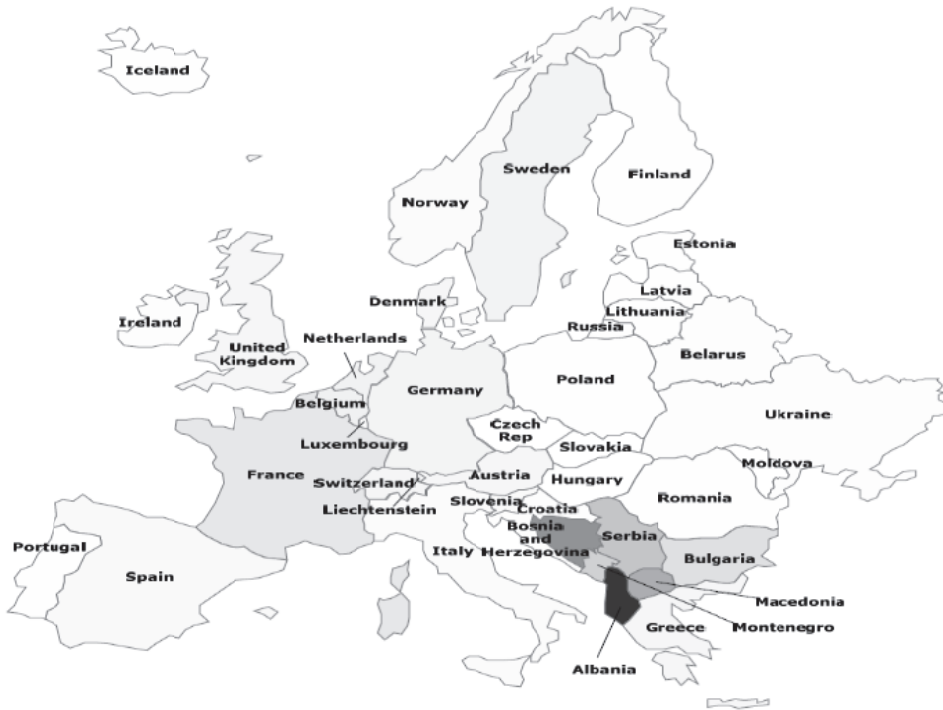 Iceland
Sweden
Finland
Norway
Estonia
Latvia
Denmark
Lithuania
Ireland
Russia
Netherlands
United
Kingdom
Belarus
Poland
Germany
Belgium
Ukraine
Czech
Rep
Luxembourg
Slovakia
Moldova
France
Austria
Switzerland
Hungary
Romania
Slovenia
Liechtenstein
Croatia
Bosnia
and
Herzegovina
Serbia
Portugal
Italy
Bulgaria
Spain
Macedonia
Greece
Montenegro
Albania